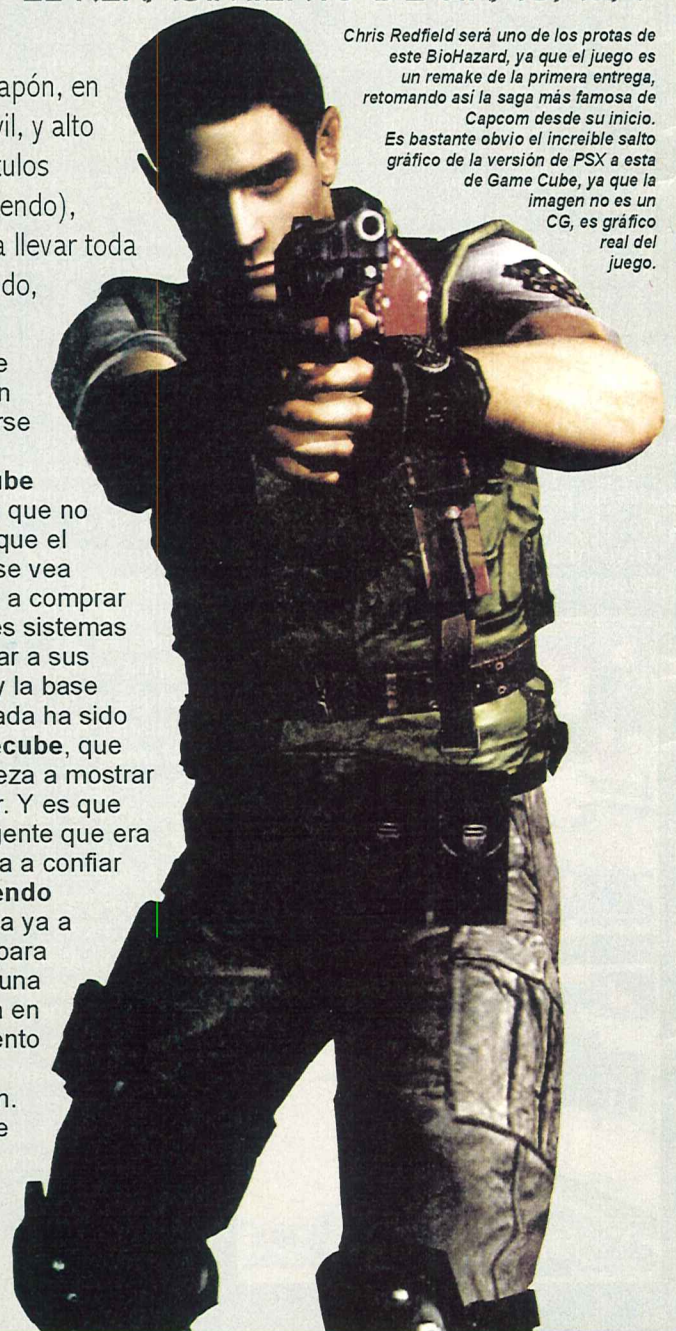 Chris Redfield será uno de los protas de
este BioHazard, ya que el juego es
un remake de la primera entrega,
retomando así la saga más famosa de
Capcom desde su inicio.
Es bastante obvio el increible salto
gráfico de la versión de PSX a esta
de Game Cube, ya que la
imagen no es un
CG, es gráfico
real del
juego.
apón, en
vil, y alto
tulos
endo),
a llevar toda
do,
e
n
rse
ube
que no
que el
se vea
a comprar
es sistemas
ar a sus
y la base
ada ha sido
ecube, que
eza a mostrar
r. Y es que
gente que era
a a confiar
endo
a ya a
para
una
a en
ento
n.
e